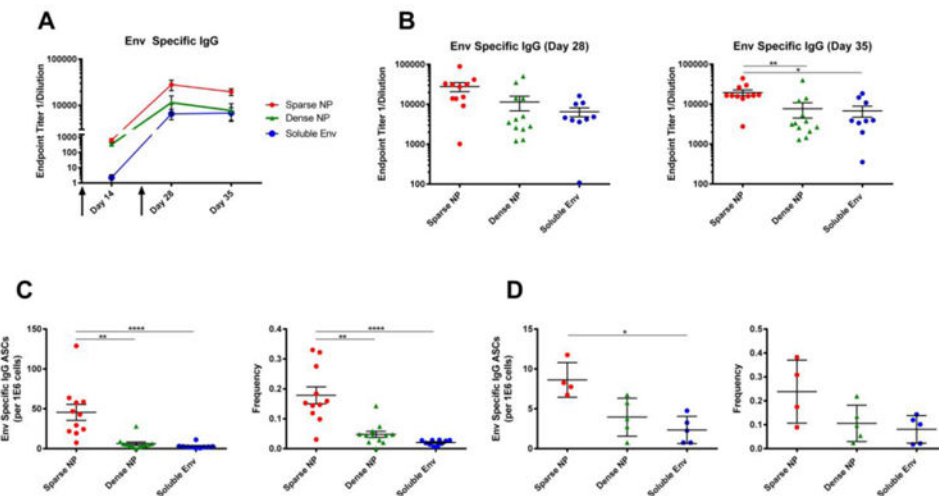 A
Env Specific IgG
Endpoint Titer 1/Dilution
100000
10000
1000
100
10
1
Day 14
Day 28
Day 35
Sparse NP
Dense NP
Soluble Env
B
Env Specific IgG (Day 28)
Endpoint Titer 1/Dilution
100000
10000
1000
100
Sparse NP
Dense NP
Soluble Env
Env Specific IgG (Day 35)
Endpoint Titer 1/Dilution
100000
10000
1000
100
**
*
Sparse NP
Dense NP
Soluble Env
C
Env Specific IgG ASCs
(per 1E6 cells)
150
100
50
0
****
**
Sparse NP
Dense NP
Soluble Env
Frequency
0.4
0.3
0.2
0.1
0.0
****
**
Sparse NP
Dense NP
Soluble Env
D
Env Specific IgG ASCs
(per 1E6 cells)
15
10
5
0
*
Sparse NP
Dense NP
Soluble Env
Frequency
0.5
0.4
0.3
0.2
0.1
0.0
Sparse NP
Dense NP
Soluble Env